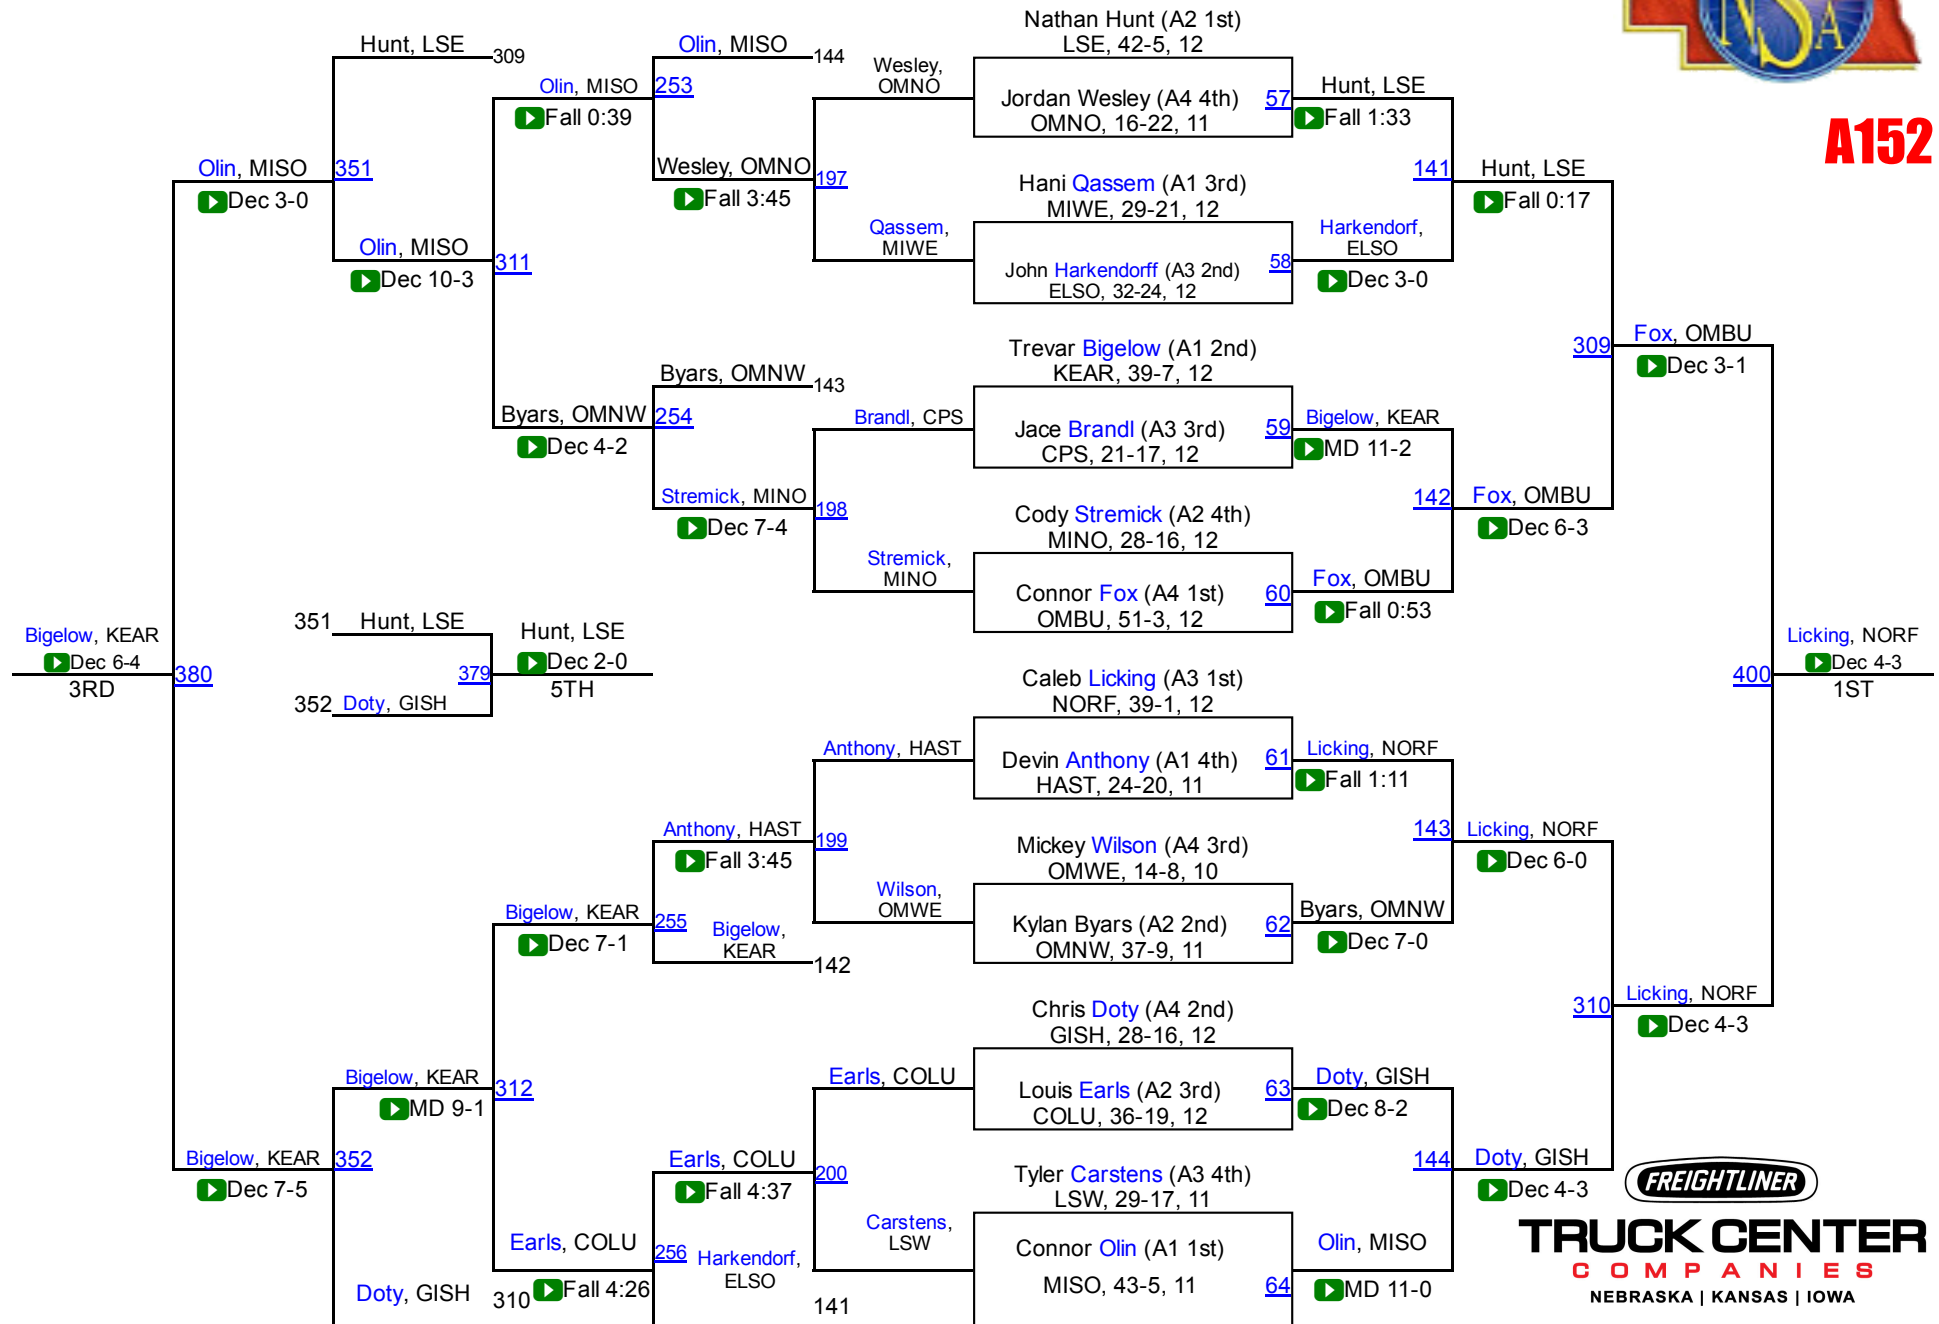 NSA
A152
Hunt, LSE
309
Olin, MISO
144
Olin, MISO
253
Fall 0:39
Wesley,
OMNO
Nathan Hunt (A2 1st)
LSE, 42-5, 12
Jordan Wesley (A4 4th)
OMNO, 16-22, 11
57
Hunt, LSE
Fall 1:33
Olin, MISO
351
Dec 3-0
Wesley, OMNO
197
Fall 3:45
Hani Qassem (A1 3rd)
MIWE, 29-21, 12
141
Hunt, LSE
Fall 0:17
Olin, MISO
311
Dec 10-3
Qassem,
MIWE
John Harkendorff (A3 2nd)
ELSO, 32-24, 12
58
Harkendorf,
ELSO
Dec 3-0
Trevar Bigelow (A1 2nd)
KEAR, 39-7, 12
309
Fox, OMBU
Dec 3-1
Byars, OMNW
143
Byars, OMNW
254
Dec 4-2
Brandl, CPS
Jace Brandl (A3 3rd)
CPS, 21-17, 12
59
Bigelow, KEAR
MD 11-2
Stremick, MINO
198
Dec 7-4
Cody Stremick (A2 4th)
MINO, 28-16, 12
142
Fox, OMBU
Dec 6-3
Stremick,
MINO
Connor Fox (A4 1st)
OMBU, 51-3, 12
60
Fox, OMBU
Fall 0:53
Bigelow, KEAR
Dec 6-4
3RD
380
351
Hunt, LSE
352
Doty, GISH
379
Hunt, LSE
Dec 2-0
5TH
Caleb Licking (A3 1st)
NORF, 39-1, 12
400
Licking, NORF
Dec 4-3
1ST
Anthony, HAST
Devin Anthony (A1 4th)
HAST, 24-20, 11
61
Licking, NORF
Fall 1:11
Anthony, HAST
199
Fall 3:45
Mickey Wilson (A4 3rd)
OMWE, 14-8, 10
143
Licking, NORF
Dec 6-0
Bigelow, KEAR
255
Dec 7-1
Bigelow,
KEAR
142
Wilson,
OMWE
Kylan Byars (A2 2nd)
OMNW, 37-9, 11
62
Byars, OMNW
Dec 7-0
Chris Doty (A4 2nd)
GISH, 28-16, 12
310
Licking, NORF
Dec 4-3
Bigelow, KEAR
312
MD 9-1
Earls, COLU
Louis Earls (A2 3rd)
COLU, 36-19, 12
63
Doty, GISH
Dec 8-2
Bigelow, KEAR
352
Dec 7-5
Earls, COLU
200
Fall 4:37
Tyler Carstens (A3 4th)
LSW, 29-17, 11
144
Doty, GISH
Dec 4-3
Earls, COLU
256
Fall 4:26
Harkendorf,
ELSO
141
Carstens,
LSW
Connor Olin (A1 1st)
MISO, 43-5, 11
64
Olin, MISO
MD 11-0
Doty, GISH
310
FREIGHTLINER
TRUCK CENTER
COMPANIES
NEBRASKA | KANSAS | IOWA